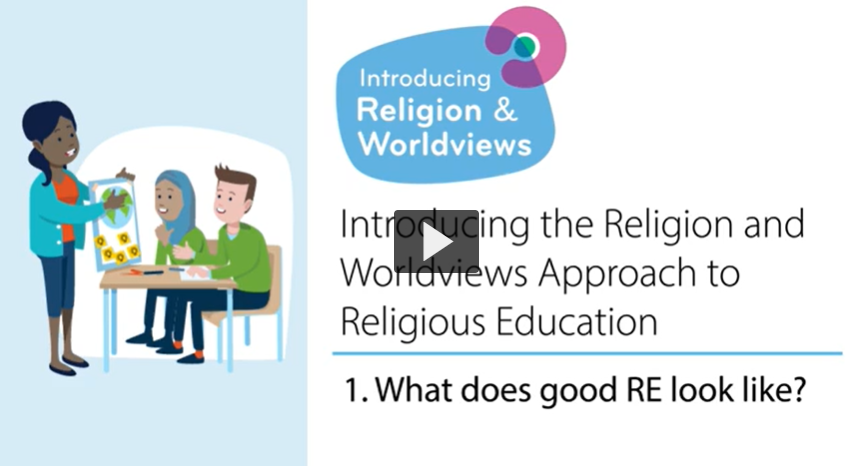 Introducing
Religion &
Worldviews
Introducing the Religion and
Worldviews Approach to
Religious Education
1. What does good RE look like?